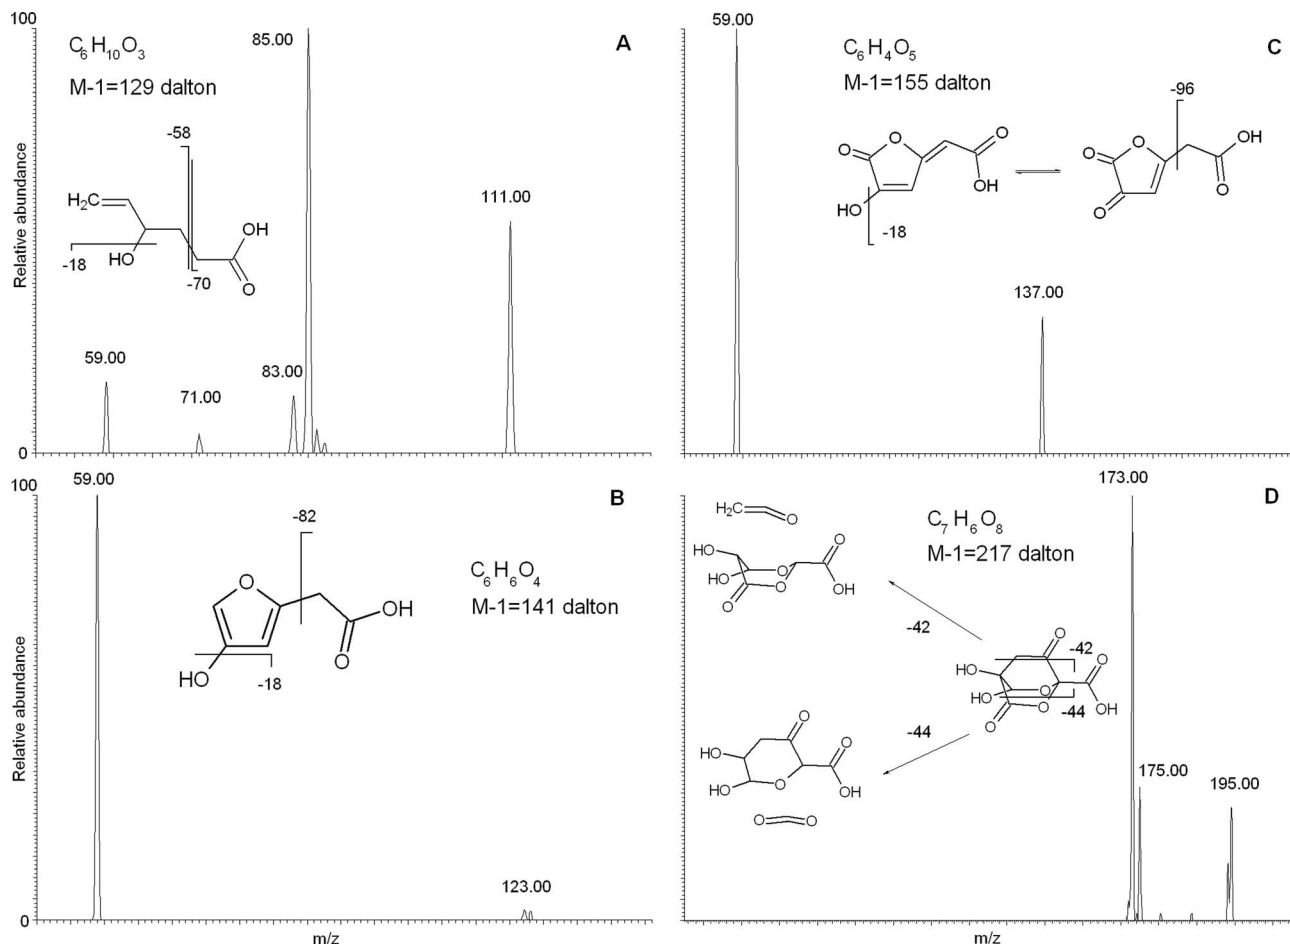 100
Relative abundance
0
A
C6H10O3
M-1=129 dalton
-58
H2C
HO
OH
O
-18
-70
59.00
71.00
83.00
85.00
111.00
C
59.00
C6H4O5
M-1=155 dalton
-96
O
O
O
OH
HO
-18
O
O
O
OH
O
137.00
100
Relative abundance
0
m/z
B
59.00
-82
O
OH
O
HO
-18
C6H6O4
M-1=141 dalton
123.00
D
173.00
H2C
O
C7H6O8
M-1=217 dalton
HO
HO
O
O
O
O
OH
-42
O
-42
HO
HO
O
O
O
O
OH
-44
-44
O
HO
HO
O
O
OH
O
O
175.00
195.00
m/z